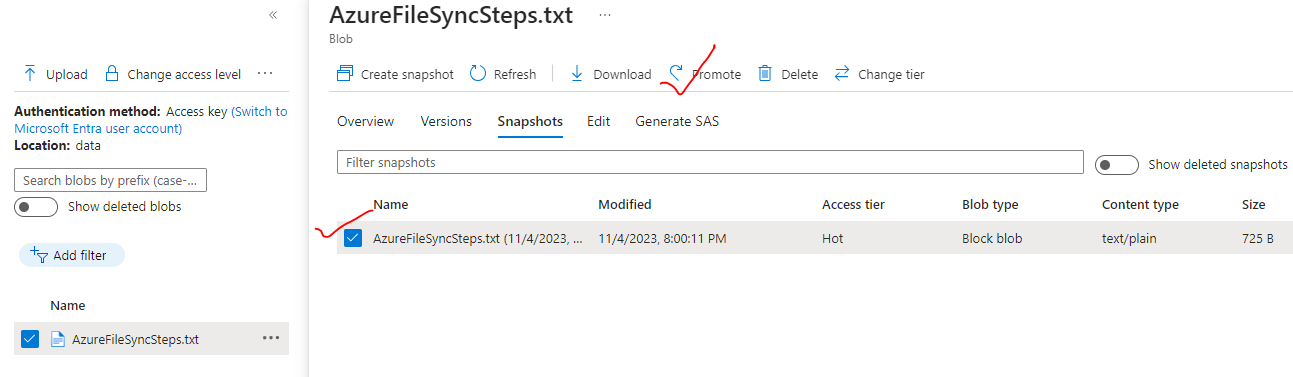 AzureFileSyncSteps.txt ...
Blob
«
Upload Change access level ...
Authentication method: Access key (Switch to
Microsoft Entra user account)
Location: data
Search blobs by prefix (case-...
Show deleted blobs
Add filter
Name
AzureFileSyncSteps.txt ...
Create snapshot Refresh Download Promote Delete Change tier
Overview Versions Snapshots Edit Generate SAS
Filter snapshots Show deleted snapshots
Name Modified Access tier Blob type Content type Size
AzureFileSyncSteps.txt (11/4/2023, ... 11/4/2023, 8:00:11 PM Hot Block blob text/plain 725 B